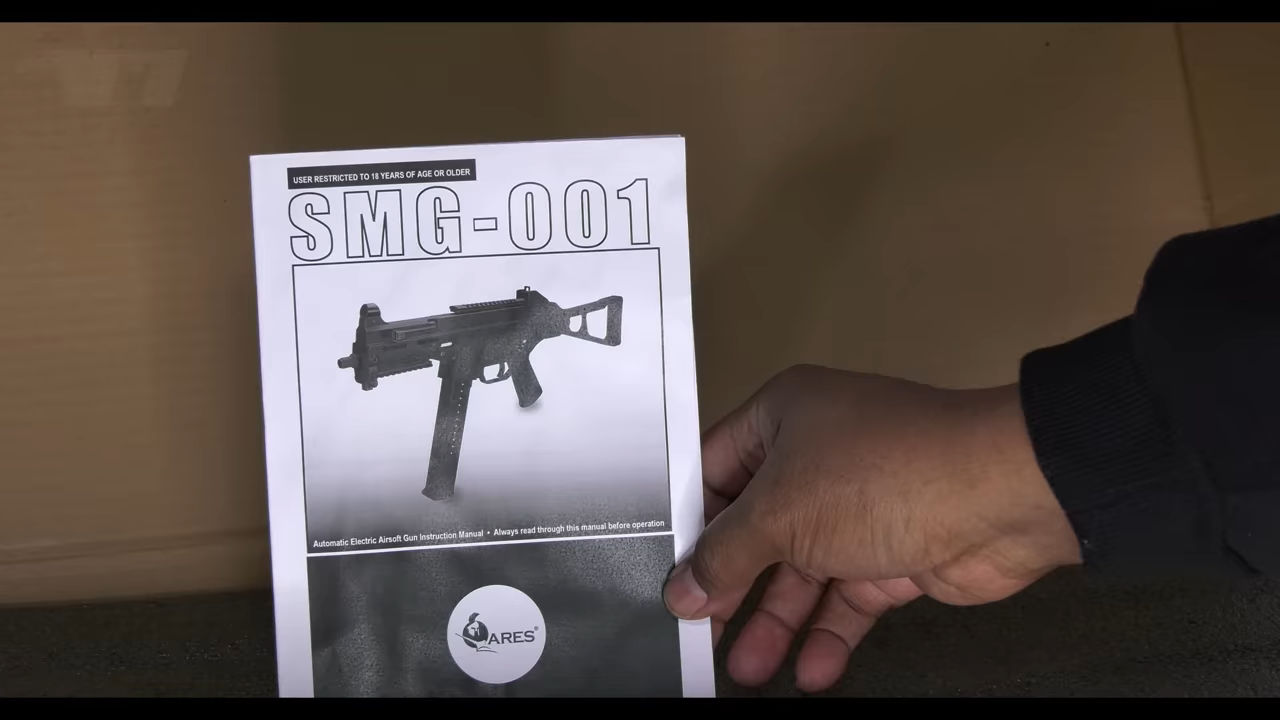 USER RESTRICTED TO 18 YEARS OF AGE OR OLDER
SMG-001
Automatic Electric Airsoft Gun Instruction Manual • Always read through this manual before operation
ARES®